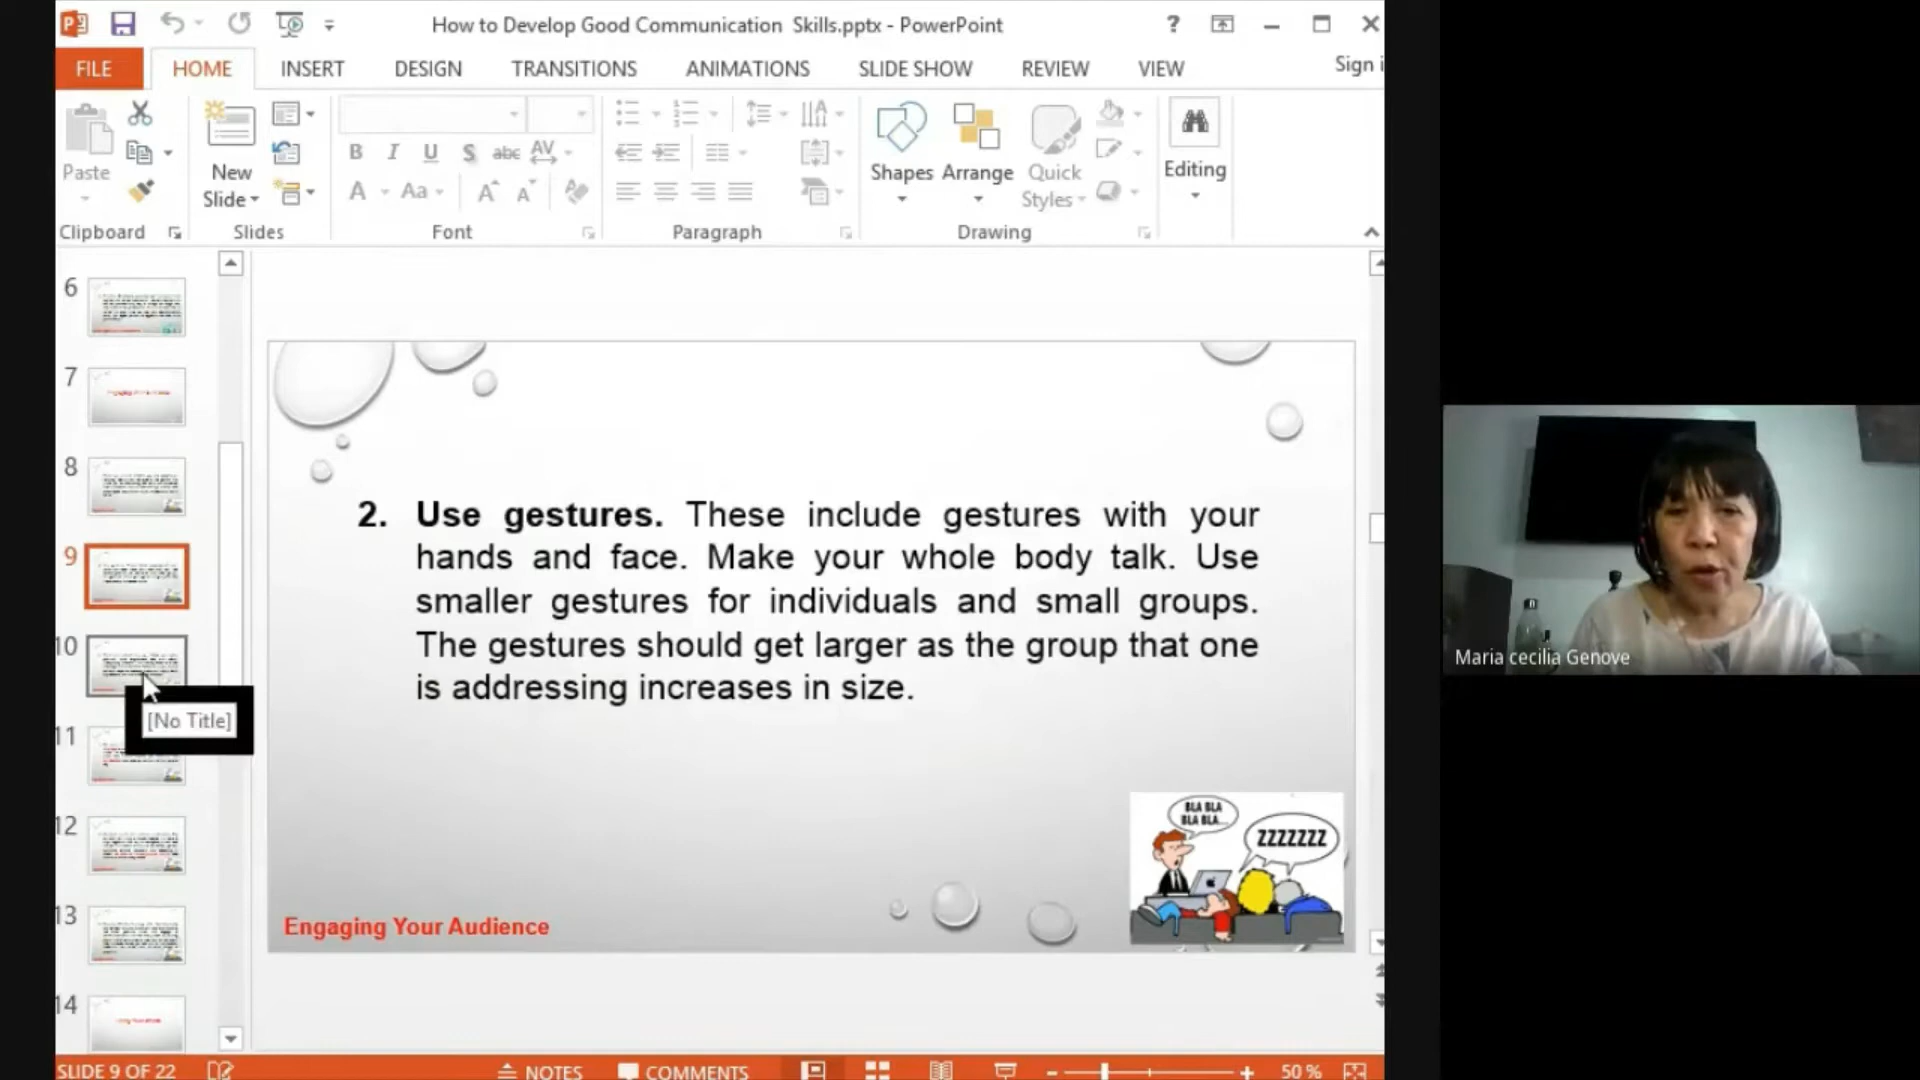 How to Develop Good Communication Skills.pptx - PowerPoint
?
FILE HOME INSERT DESIGN TRANSITIONS ANIMATIONS SLIDE SHOW REVIEW VIEW Sign i
Paste
New Slide
B I U S abc AV
A Aa A A
Shapes Arrange Quick Styles
Editing
Clipboard Slides Font Paragraph Drawing
6
7
8
9
10
[No Title]
11
12
13
14
2. Use gestures. These include gestures with your
hands and face. Make your whole body talk. Use
smaller gestures for individuals and small groups.
The gestures should get larger as the group that one
is addressing increases in size.
BLA BLA
BLA BLA...
ZZZZZZZ
Engaging Your Audience
Maria cecilia Genove
SLIDE 9 OF 22 NOTES COMMENTS 50 %